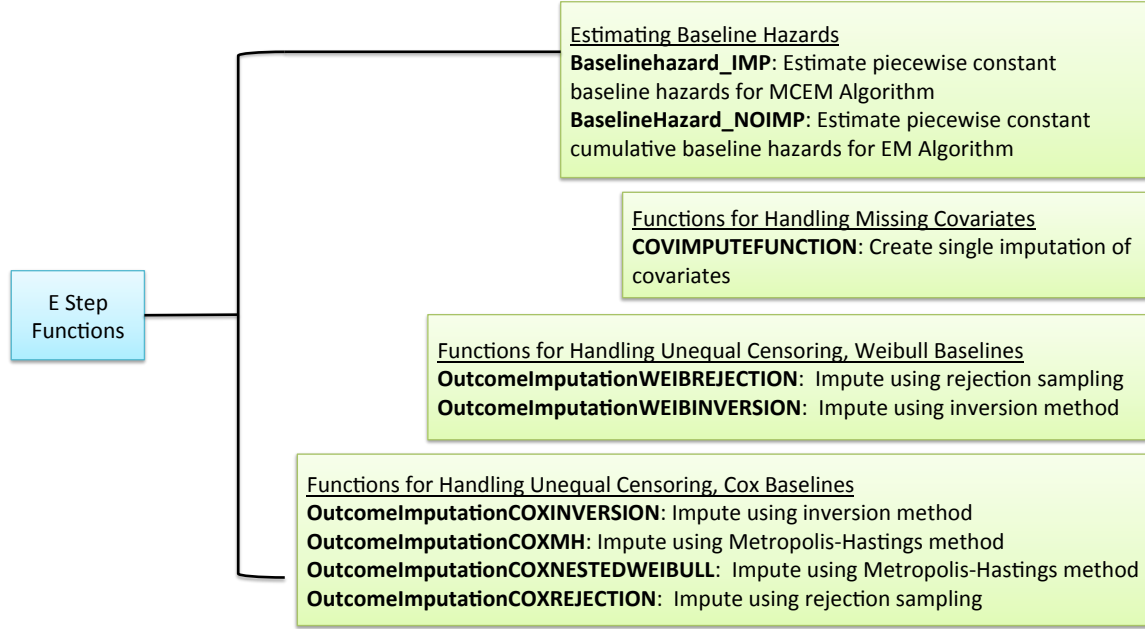 Estimating Baseline Hazards
Baselinehazard_IMP: Estimate piecewise constant
baseline hazards for MCEM Algorithm
BaselineHazard_NOIMP: Estimate piecewise constant
cumulative baseline hazards for EM Algorithm
Functions for Handling Missing Covariates
COVIMPUTEFUNCTION: Create single imputation of
covariates
E Step
Functions
Functions for Handling Unequal Censoring, Weibull Baselines
OutcomeImputationWEIBREJECTION:  Impute using rejection sampling
OutcomeImputationWEIBINVERSION:  Impute using inversion method
Functions for Handling Unequal Censoring, Cox Baselines
OutcomeImputationCOXINVERSION: Impute using inversion method
OutcomeImputationCOXMH: Impute using Metropolis-Hastings method
OutcomeImputationCOXNESTEDWEIBULL:  Impute using Metropolis-Hastings method
OutcomeImputationCOXREJECTION:  Impute using rejection sampling